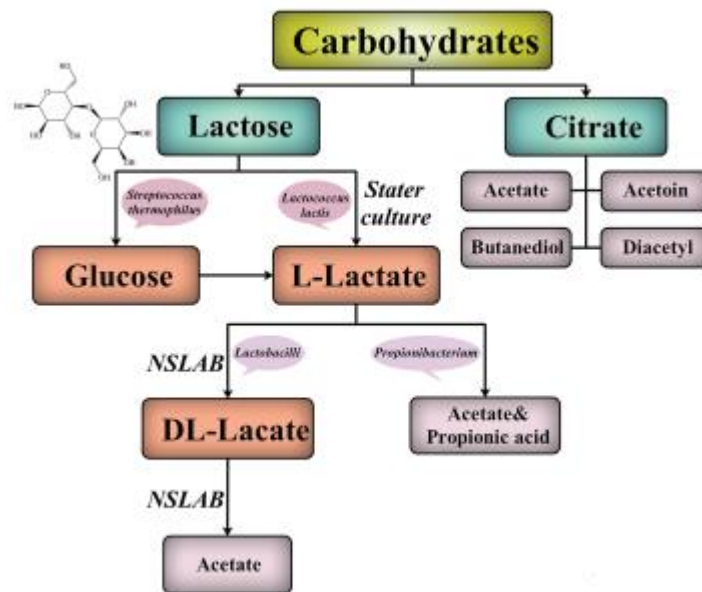 Carbohydrates
Lactose
Citrate
Streptococcus
thermophilus
Lactococcus
lactis
Stater
culture
Acetate
Acetoin
Butanediol
Diacetyl
Glucose
L-Lactate
NSLAB
Lactobacilli
Propionibacterium
DL-Lacate
Acetate&
Propionic acid
NSLAB
Acetate